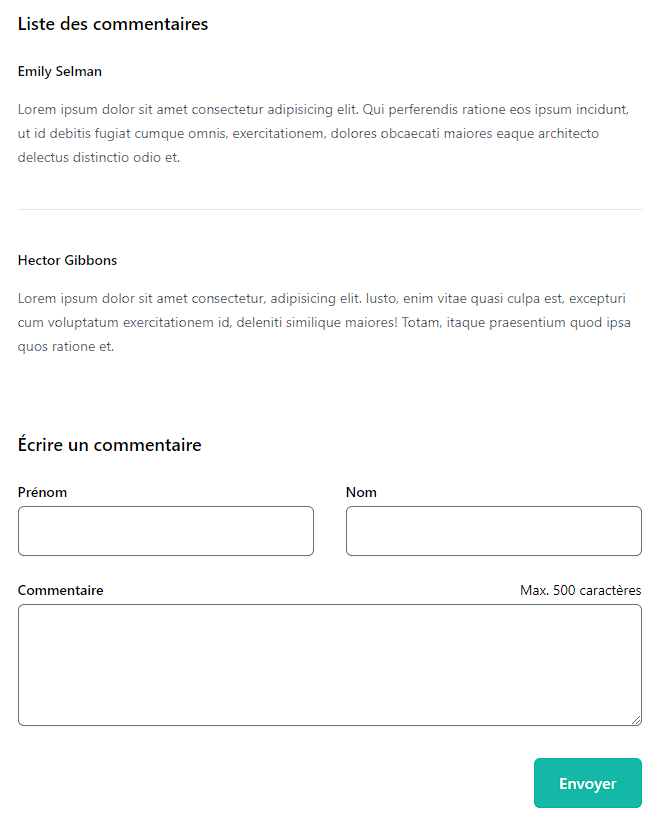 Liste des commentaires
Emily Selman
Lorem ipsum dolor sit amet consectetur adipisicing elit. Qui perferendis ratione eos ipsum incidunt,
ut id debitis fugiat cumque omnis, exercitationem, dolores obcaecati maiores eaque architecto
delectus distinctio odio et.
Hector Gibbons
Lorem ipsum dolor sit amet consectetur, adipisicing elit. Iusto, enim vitae quasi culpa est, excepturi
cum voluptatum exercitationem id, deleniti similique maiores! Totam, itaque praesentium quod ipsa
quos ratione et.
Écrire un commentaire
Prénom Nom
Commentaire Max. 500 caractères
Envoyer